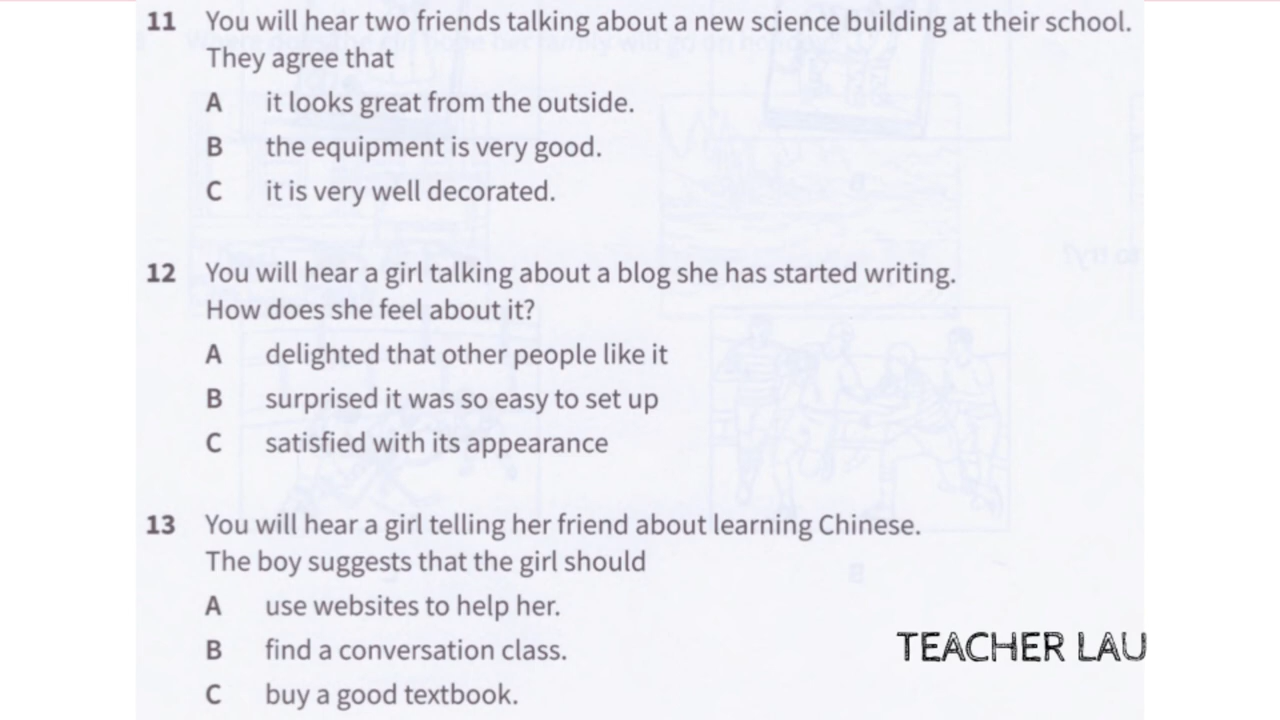 11 You will hear two friends talking about a new science building at their school.
They agree that
A it looks great from the outside.
B the equipment is very good.
C it is very well decorated.
12 You will hear a girl talking about a blog she has started writing.
How does she feel about it?
A delighted that other people like it
B surprised it was so easy to set up
C satisfied with its appearance
13 You will hear a girl telling her friend about learning Chinese.
The boy suggests that the girl should
A use websites to help her.
B find a conversation class.
C buy a good textbook.
TEACHER LAU